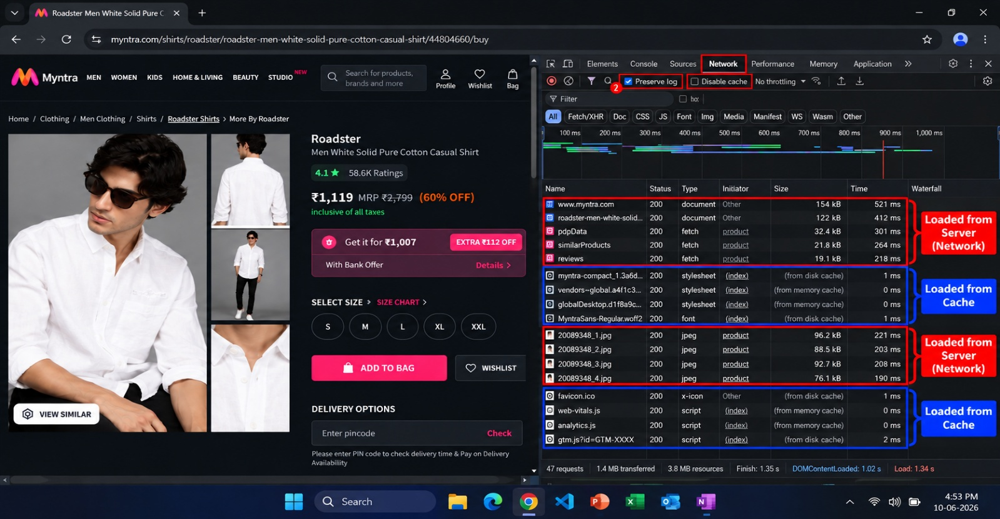 Roadster Men White Solid Pure C
myntra.com/shirts/roadster/roadster-men-white-solid-pure-cotton-casual-shirt/44804660/buy
Myntra
MEN WOMEN KIDS HOME & LIVING BEAUTY STUDIO NEW
Search for products,
brands and more
Profile Wishlist Bag
Home / Clothing / Men Clothing / Shirts / Roadster Shirts > More By Roadster
VIEW SIMILAR
Roadster
Men White Solid Pure Cotton Casual Shirt
4.1 ★ 58.6K Ratings
₹1,119 MRP ₹2,799 (60% OFF)
inclusive of all taxes
Get it for ₹1,007 EXTRA ₹112 OFF
With Bank Offer Details >
SELECT SIZE > SIZE CHART >
S M L XL XXL
ADD TO BAG WISHLIST
DELIVERY OPTIONS
Enter pincode Check
Please enter PIN code to check delivery time & Pay on Delivery
Availability
Elements Console Sources Network Performance Memory Application
2 Preserve log Disable cache No throttling
Filter
All Fetch/XHR Doc CSS JS Font Img Media Manifest WS Wasm Other
100 ms 200 ms 300 ms 400 ms 500 ms 600 ms 700 ms 800 ms 900 ms 1,000 ms
Name Status Type Initiator Size Time Waterfall
www.myntra.com 200 document Other 154 kB 521 ms
roadster-men-white-solid... 200 document Other 122 kB 412 ms
pdpData 200 fetch product 32.4 kB 301 ms
similarProducts 200 fetch product 21.8 kB 264 ms
reviews 200 fetch product 19.1 kB 218 ms
Loaded from
Server
(Network)
myntra-compact_1.3a6d... 200 stylesheet (index) (from disk cache) 1 ms
vendors~global.a4f1c3... 200 stylesheet (index) (from memory cache) 0 ms
globalDesktop.d1f8a9c... 200 stylesheet (index) (from memory cache) 0 ms
MyntraSans-Regular.woff2 200 font (index) (from disk cache) 1 ms
Loaded from
Cache
20089348_1.jpg 200 jpeg product 96.2 kB 221 ms
20089348_2.jpg 200 jpeg product 88.5 kB 203 ms
20089348_3.jpg 200 jpeg product 92.7 kB 208 ms
20089348_4.jpg 200 jpeg product 76.1 kB 190 ms
Loaded from
Server
(Network)
favicon.ico 200 x-icon Other (from disk cache) 1 ms
web-vitals.js 200 script (index) (from memory cache) 0 ms
analytics.js 200 script (index) (from memory cache) 0 ms
gtm.js?id=GTM-XXXX 200 script (index) (from disk cache) 2 ms
Loaded from
Cache
47 requests 1.4 MB transferred 3.8 MB resources Finish: 1.35 s DOMContentLoaded: 1.02 s Load: 1.34 s
Search
4:53 PM
10-06-2026